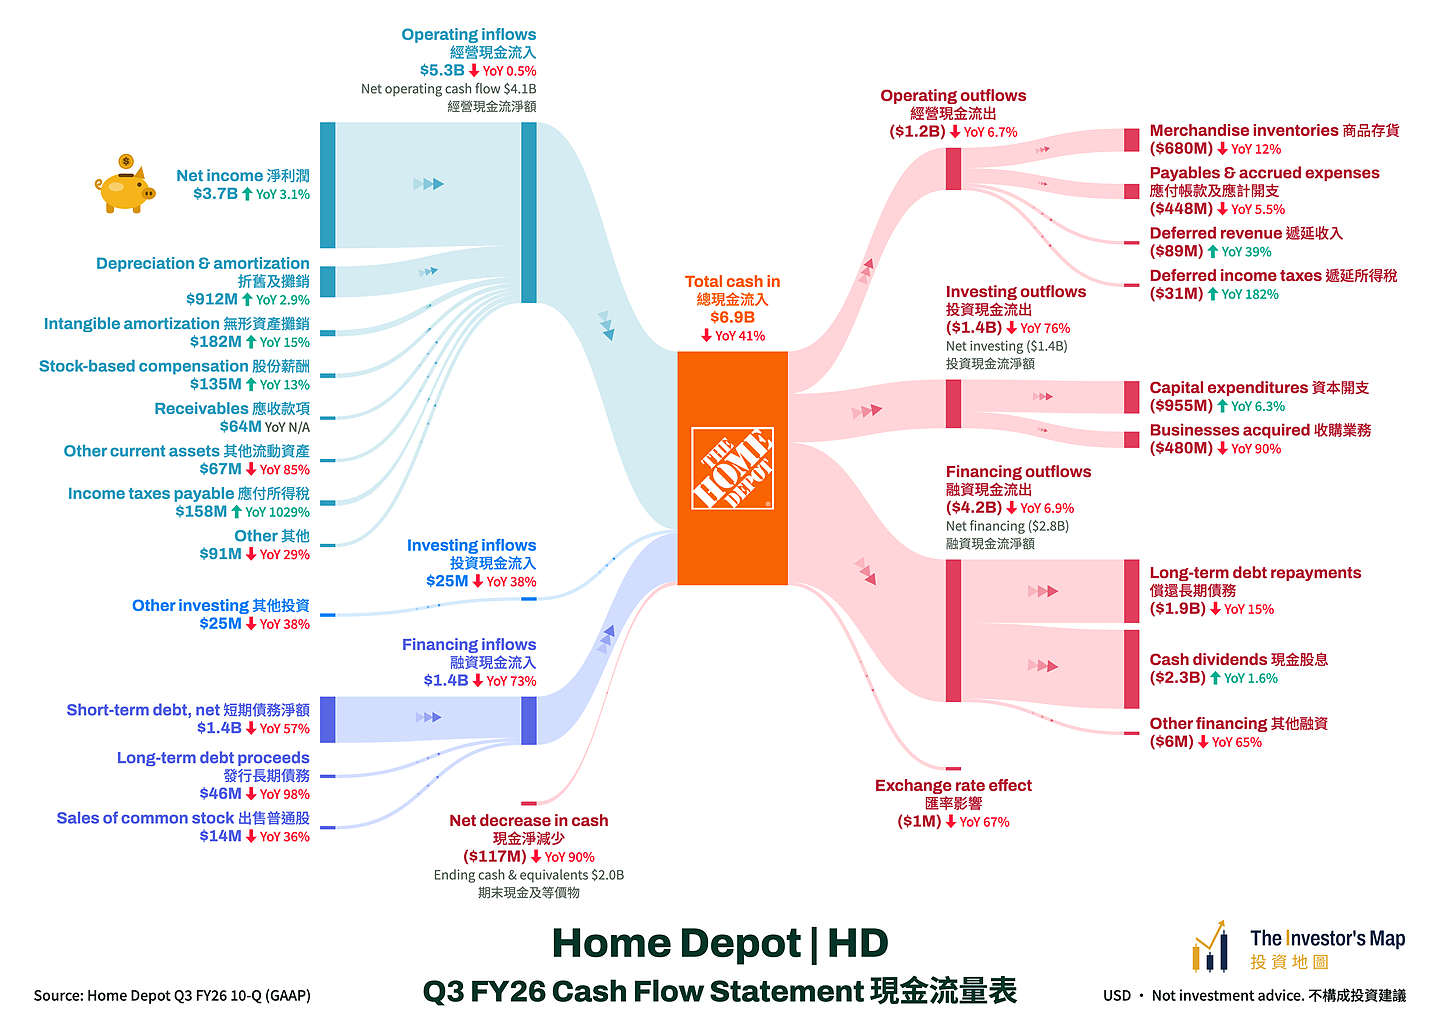 Operating inflows
經營現金流入
$5.3B YoY 0.5%
Net operating cash flow $4.1B
經營現金流淨額
Net income 淨利潤
$3.7B YoY 3.1%
Depreciation & amortization
折舊及攤銷
$912M YoY 2.9%
Intangible amortization 無形資產攤銷
$182M YoY 15%
Stock-based compensation 股份薪酬
$135M YoY 13%
Receivables 應收款項
$64M YoY N/A
Other current assets 其他流動資產
$67M YoY 85%
Income taxes payable 應付所得稅
$158M YoY 1029%
Other 其他
$91M YoY 29%
Investing inflows
投資現金流入
$25M YoY 38%
Other investing 其他投資
$25M YoY 38%
Financing inflows
融資現金流入
$1.4B YoY 73%
Short-term debt, net 短期債務淨額
$1.4B YoY 57%
Long-term debt proceeds
發行長期債務
$46M YoY 98%
Sales of common stock 出售普通股
$14M YoY 36%
Net decrease in cash
現金淨減少
($117M) YoY 90%
Ending cash & equivalents $2.0B
期末現金及等價物
Total cash in
總現金流入
$6.9B
YoY 41%
THE
HOME
DEPOT
®
Operating outflows
經營現金流出
($1.2B) YoY 6.7%
Merchandise inventories 商品存貨
($680M) YoY 12%
Payables & accrued expenses
應付帳款及應計開支
($448M) YoY 5.5%
Deferred revenue 遞延收入
($89M) YoY 39%
Deferred income taxes 遞延所得稅
($31M) YoY 182%
Investing outflows
投資現金流出
($1.4B) YoY 76%
Net investing ($1.4B)
投資現金流淨額
Capital expenditures 資本開支
($955M) YoY 6.3%
Businesses acquired 收購業務
($480M) YoY 90%
Financing outflows
融資現金流出
($4.2B) YoY 6.9%
Net financing ($2.8B)
融資現金流淨額
Long-term debt repayments
償還長期債務
($1.9B) YoY 15%
Cash dividends 現金股息
($2.3B) YoY 1.6%
Other financing 其他融資
($6M) YoY 65%
Exchange rate effect
匯率影響
($1M) YoY 67%
Home Depot | HD
Q3 FY26 Cash Flow Statement 現金流量表
Source: Home Depot Q3 FY26 10-Q (GAAP)
The Investor's Map
投資地圖
USD • Not investment advice. 不構成投資建議